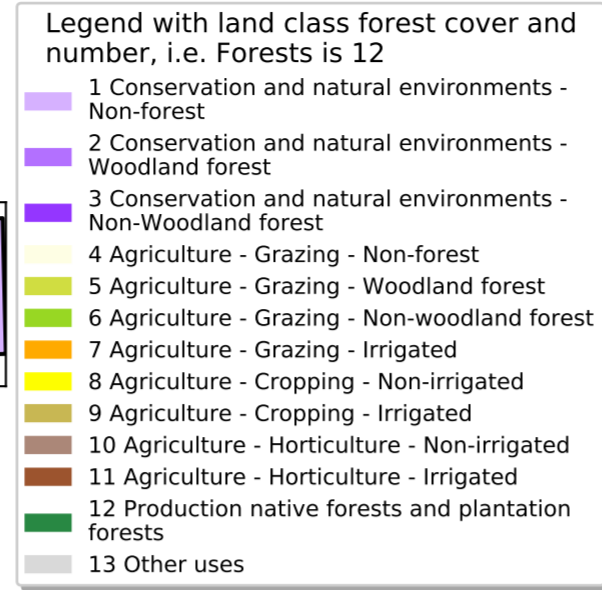 Legend with land class forest cover and
number, i.e. Forests is 12
1 Conservation and natural environments -
Non-forest
2 Conservation and natural environments -
Woodland forest
3 Conservation and natural environments -
Non-Woodland forest
4 Agriculture - Grazing - Non-forest
5 Agriculture - Grazing - Woodland forest
6 Agriculture - Grazing - Non-woodland forest
7 Agriculture - Grazing - Irrigated
8 Agriculture - Cropping - Non-irrigated
9 Agriculture - Cropping - Irrigated
10 Agriculture - Horticulture - Non-irrigated
11 Agriculture - Horticulture - Irrigated
12 Production native forests and plantation
forests
13 Other uses